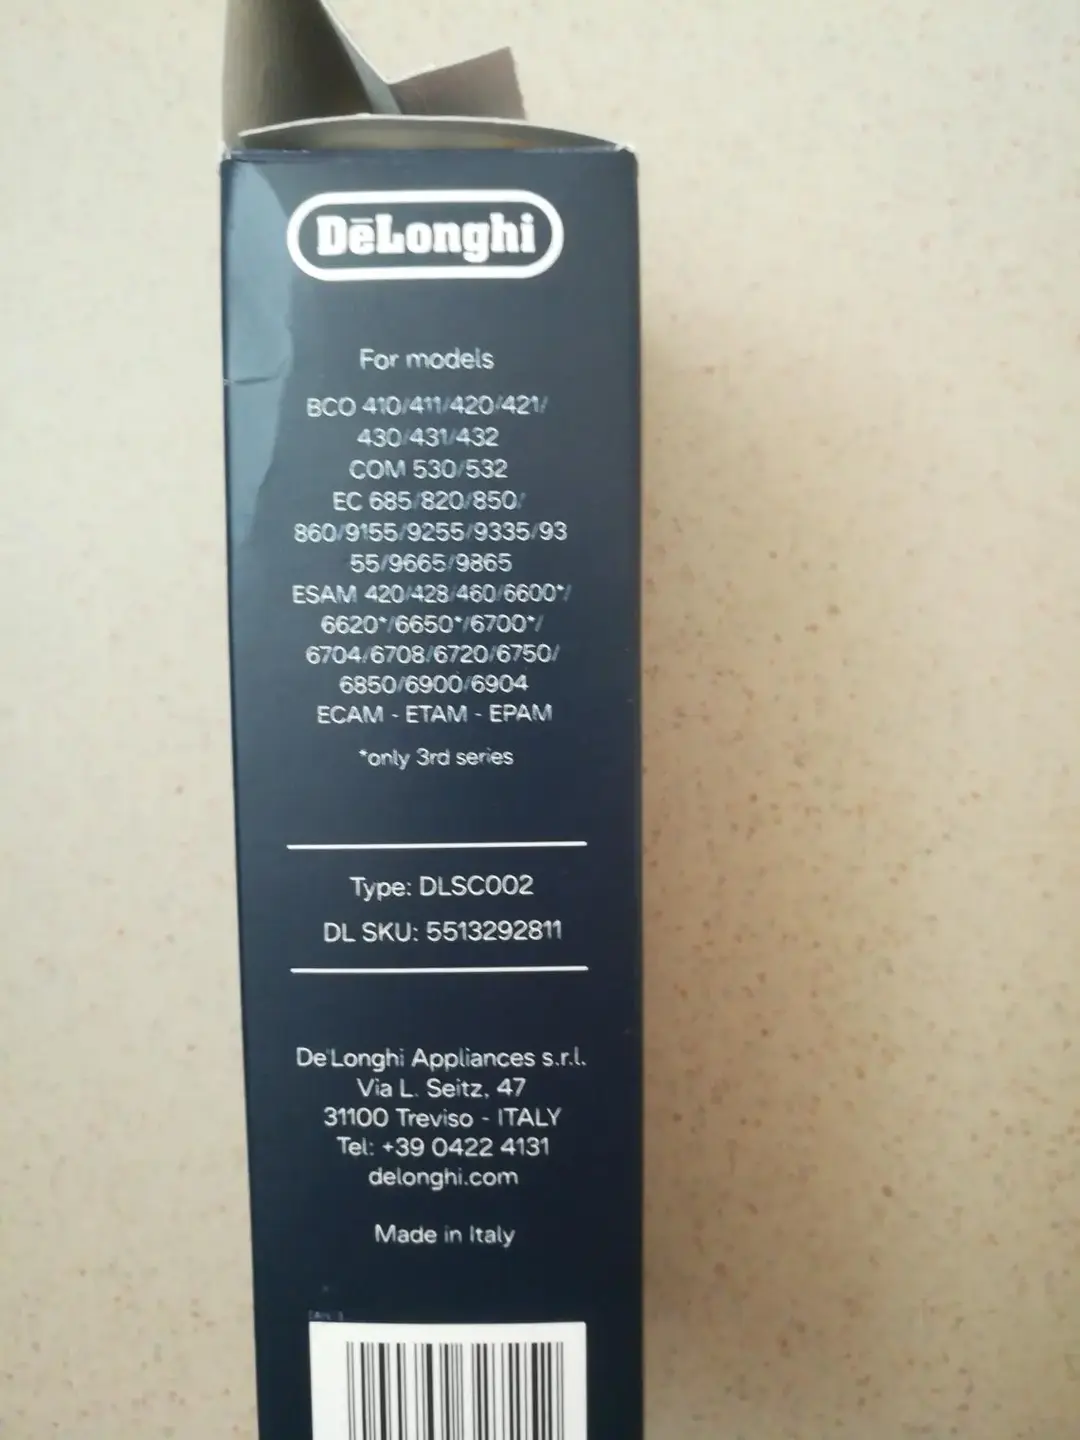 DēLonghi
For models
BCO 410/411/420/421/
430/431/432
COM 530/532
EC 685/820/850/
860/9155/9255/9335/93
55/9665/9865
ESAM 420/428/460/6600*/
6620*/6650*/6700*/
6704/6708/6720/6750/
6850/6900/6904
ECAM - ETAM - EPAM
*only 3rd series
Type: DLSC002
DL SKU: 5513292811
De'Longhi Appliances s.r.l.
Via L. Seitz, 47
31100 Treviso - ITALY
Tel: +39 0422 4131
delonghi.com
Made in Italy